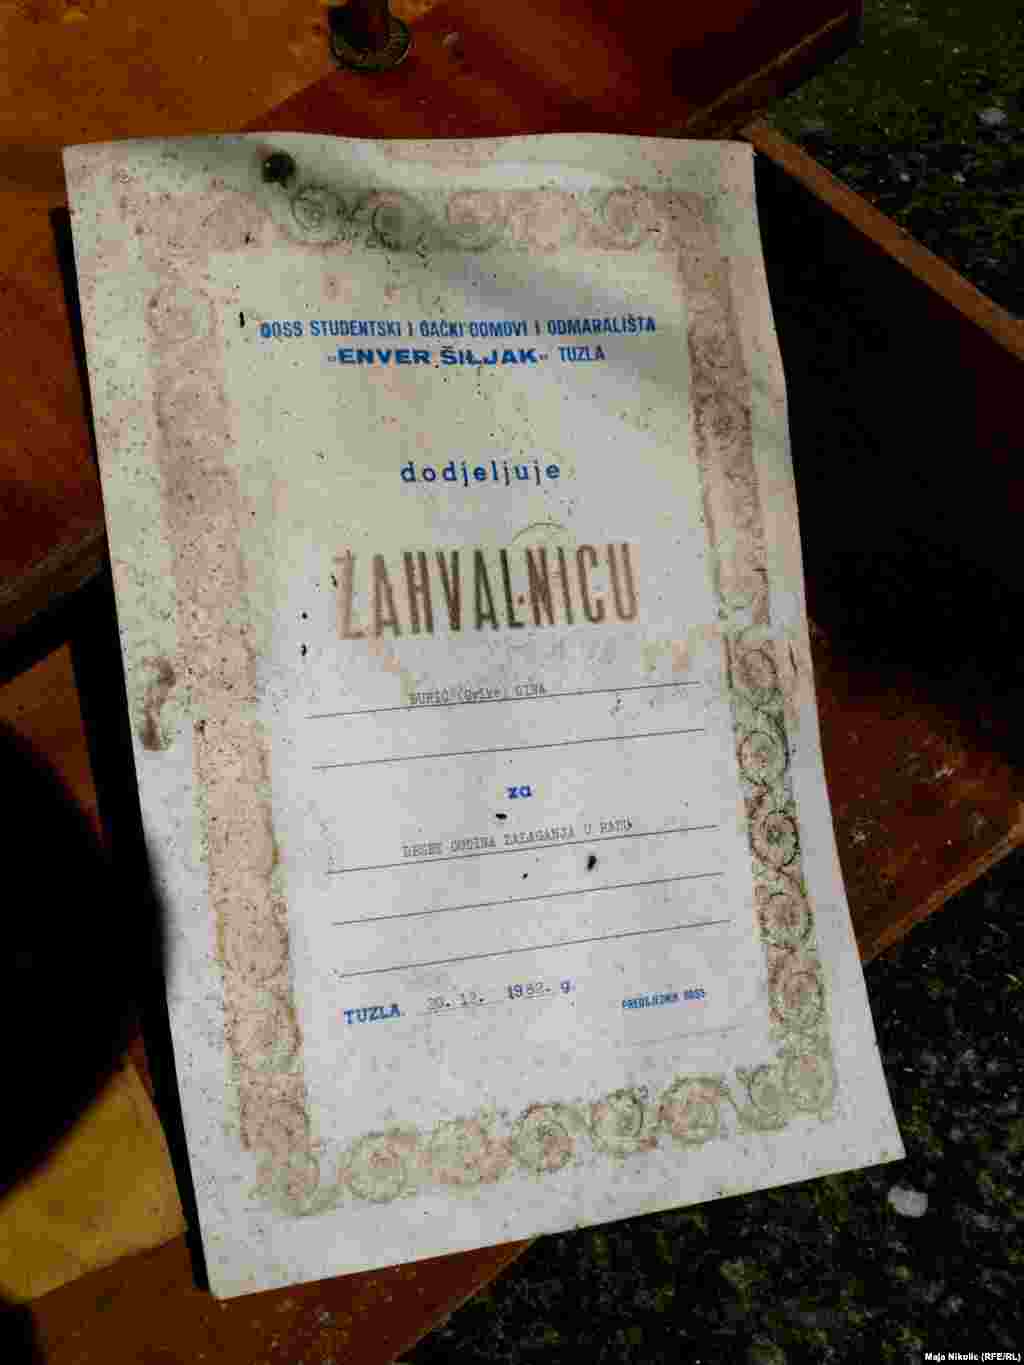 OOSS STUDENTSKI I ĐAČKI DOMOVI I ODMARALIŠTA
»ENVER ŠILJAK« TUZLA
dodjeljuje
ZAHVALNICU
za
GODINA ZALAGANJA U RADU
TUZLA 20. 12. 1982. g.
PREDSJEDNIK OOSS
Maja Nikolic (RFE/RL)